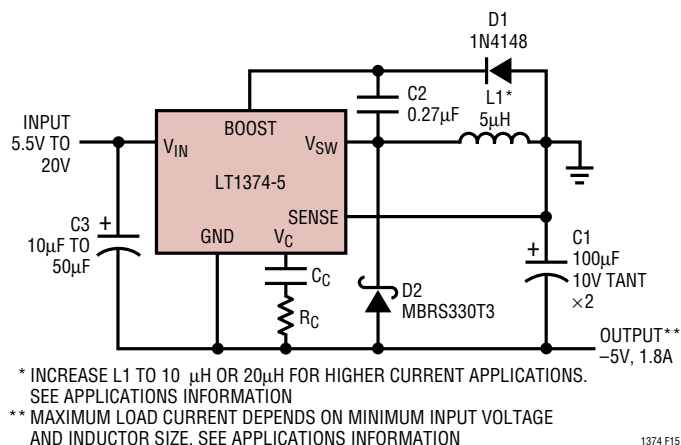 D1
1N4148
C2
0.27µF
L1*
5µH
INPUT
5.5V TO
20V
BOOST
VIN
VSW
LT1374-5
SENSE
GND
VC
C3
10µF TO
50µF
+
CC
RC
D2
MBRS330T3
+
C1
100µF
10V TANT
×2
OUTPUT**
–5V, 1.8A
* INCREASE L1 TO 10 µH OR 20µH FOR HIGHER CURRENT APPLICATIONS.
SEE APPLICATIONS INFORMATION
** MAXIMUM LOAD CURRENT DEPENDS ON MINIMUM INPUT VOLTAGE
AND INDUCTOR SIZE. SEE APPLICATIONS INFORMATION
1374 F15